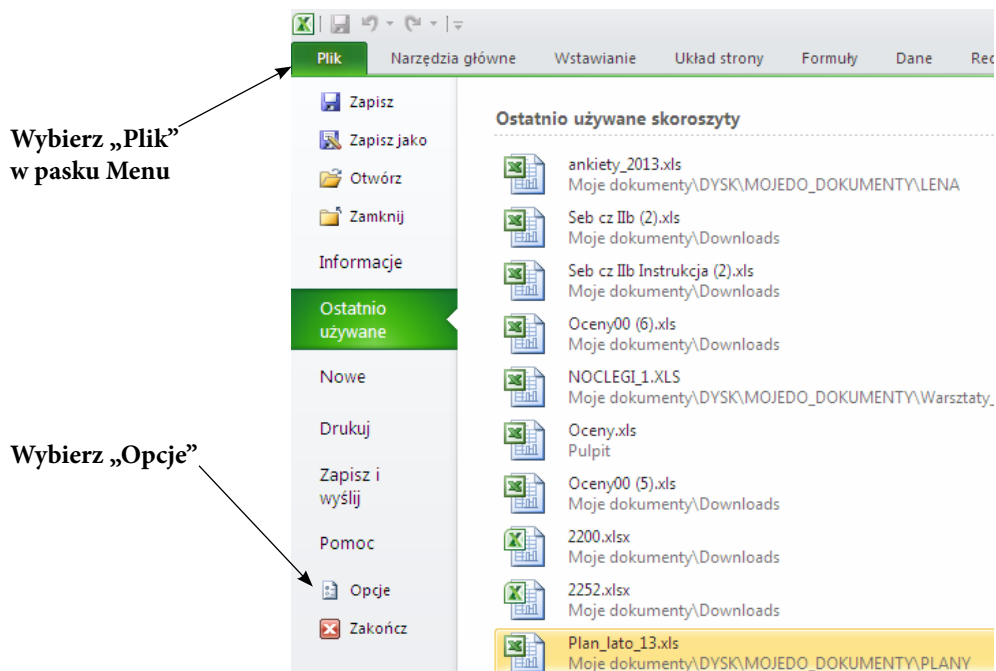 Plik Narzędzia główne Wstawianie Układ strony Formuły Dane Rec
Wybierz „Plik”
w pasku Menu
Wybierz „Opcje”
Zapisz
Zapisz jako
Otwórz
Zamknij
Informacje
Ostatnio
używane
Nowe
Drukuj
Zapisz i
wyślij
Pomoc
Opcje
Zakończ
Ostatnio używane skoroszyty
ankiety_2013.xls
Moje dokumenty\DYSK\MOJEDO_DOKUMENTY\LENA
Seb cz IIb (2).xls
Moje dokumenty\Downloads
Seb cz IIb Instrukcja (2).xls
Moje dokumenty\Downloads
Oceny00 (6).xls
Moje dokumenty\Downloads
NOCLEGI_1.XLS
Moje dokumenty\DYSK\MOJEDO_DOKUMENTY\Warsztaty_
Oceny.xls
Pulpit
Oceny00 (5).xls
Moje dokumenty\Downloads
2200.xlsx
Moje dokumenty\Downloads
2252.xlsx
Moje dokumenty\Downloads
Plan_lato_13.xls
Moje dokumenty\DYSK\MOJEDO_DOKUMENTY\PLANY